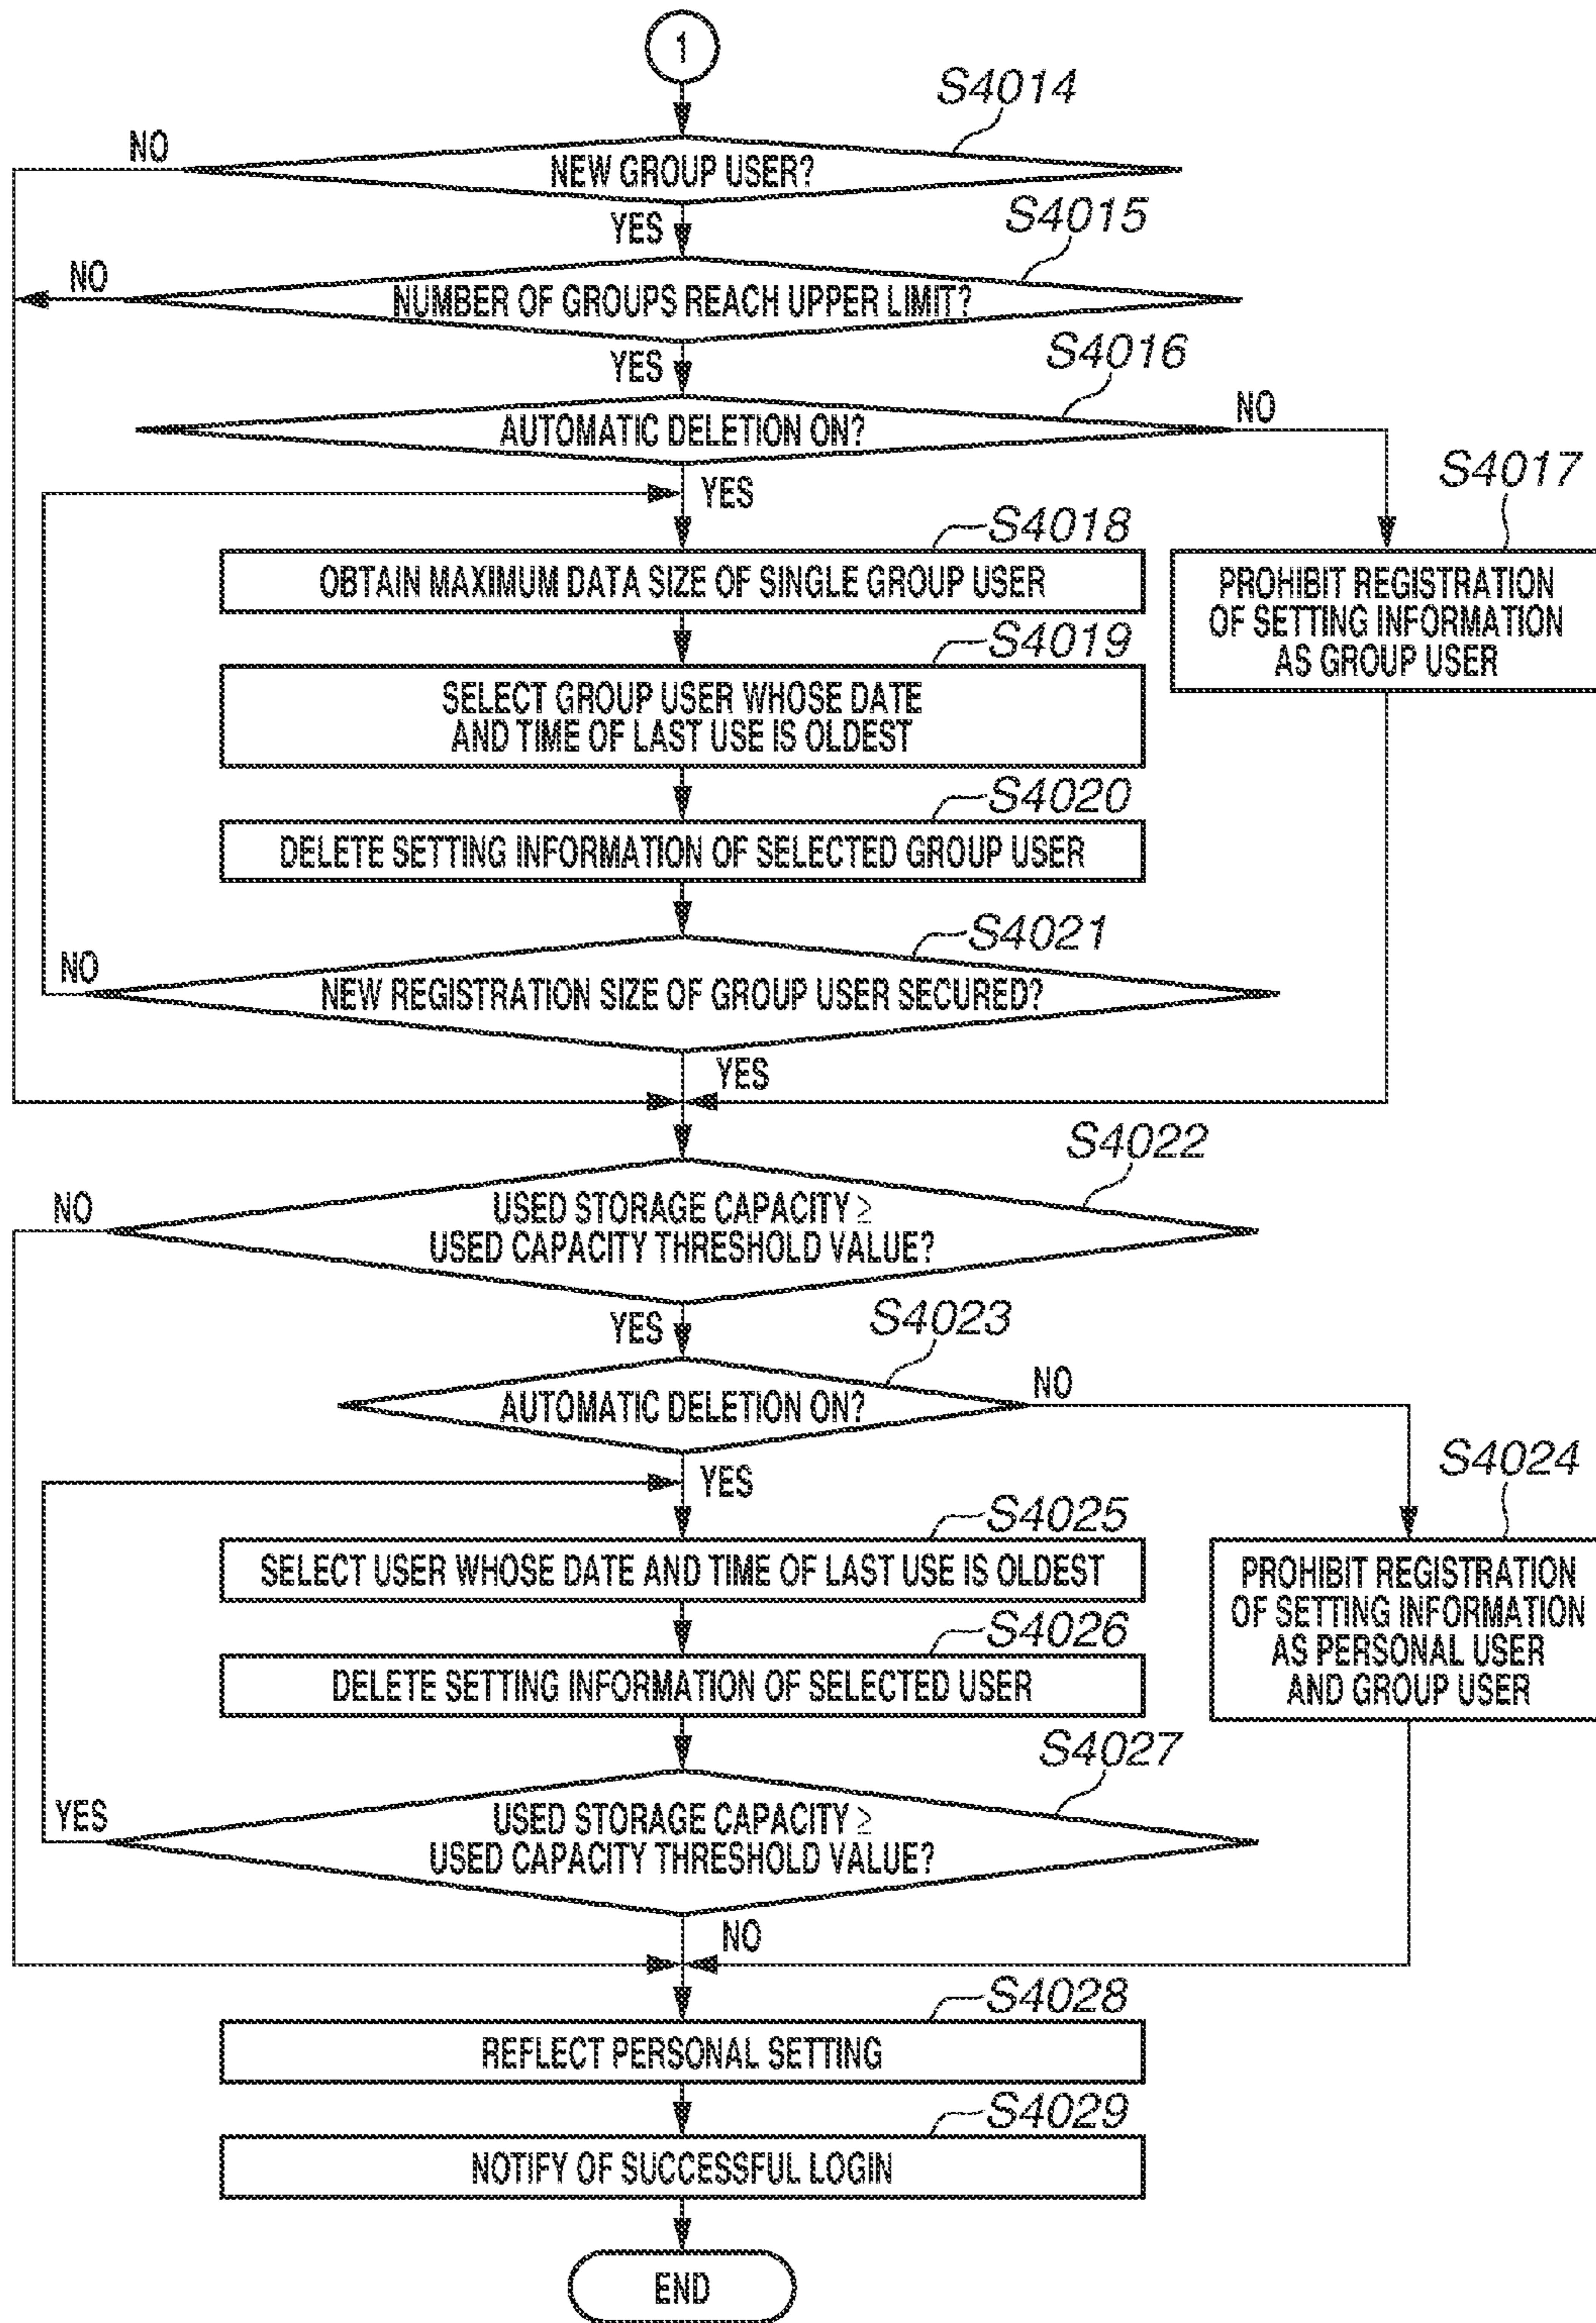 1
S4014
NO
NEW GROUP USER?
YES
S4015
NO
NUMBER OF GROUPS REACH UPPER LIMIT?
YES
S4016
NO
AUTOMATIC DELETION ON?
YES
S4017
S4018
OBTAIN MAXIMUM DATA SIZE OF SINGLE GROUP USER
PROHIBIT REGISTRATION
OF SETTING INFORMATION
AS GROUP USER
S4019
SELECT GROUP USER WHOSE DATE
AND TIME OF LAST USE IS OLDEST
S4020
DELETE SETTING INFORMATION OF SELECTED GROUP USER
S4021
NO
NEW REGISTRATION SIZE OF GROUP USER SECURED?
YES
S4022
NO
USED STORAGE CAPACITY ≥
USED CAPACITY THRESHOLD VALUE?
YES
S4023
NO
AUTOMATIC DELETION ON?
YES
S4024
S4025
SELECT USER WHOSE DATE AND TIME OF LAST USE IS OLDEST
PROHIBIT REGISTRATION
OF SETTING INFORMATION
AS PERSONAL USER
AND GROUP USER
S4026
DELETE SETTING INFORMATION OF SELECTED USER
S4027
YES
USED STORAGE CAPACITY ≥
USED CAPACITY THRESHOLD VALUE?
NO
S4028
REFLECT PERSONAL SETTING
S4029
NOTIFY OF SUCCESSFUL LOGIN
END